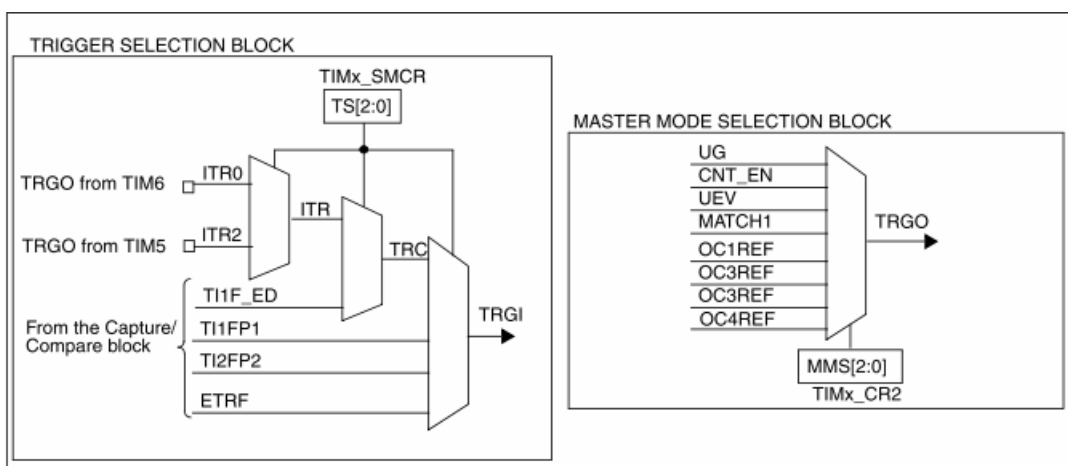 TRIGGER SELECTION BLOCK
TIMx_SMCR
TS[2:0]
TRGO from TIM6
ITR0
ITR
TRGO from TIM5
ITR2
TRC
TI1F_ED
TRGI
From the Capture/
Compare block
TI1FP1
TI2FP2
ETRF
MASTER MODE SELECTION BLOCK
UG
CNT_EN
UEV
MATCH1
TRGO
OC1REF
OC3REF
OC3REF
OC4REF
MMS[2:0]
TIMx_CR2